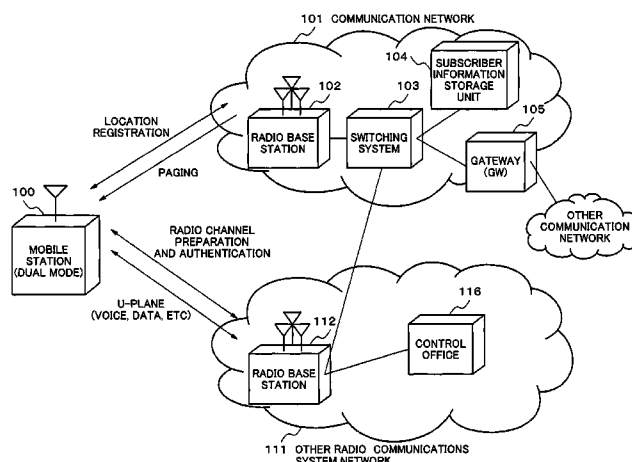 101 COMMUNICATION NETWORK
104
SUBSCRIBER
INFORMATION
STORAGE
UNIT
102
103
105
RADIO BASE
STATION
SWITCHING
SYSTEM
GATEWAY
(GW)
LOCATION
REGISTRATION
PAGING
100
MOBILE
STATION
(DUAL MODE)
OTHER
COMMUNICATION
NETWORK
RADIO CHANNEL
PREPARATION
AND AUTHENTICATION
U-PLANE
(VOICE, DATA, ETC)
112
116
RADIO BASE
STATION
CONTROL
OFFICE
111 OTHER RADIO COMMUNICATIONS
SYSTEM NETWORK